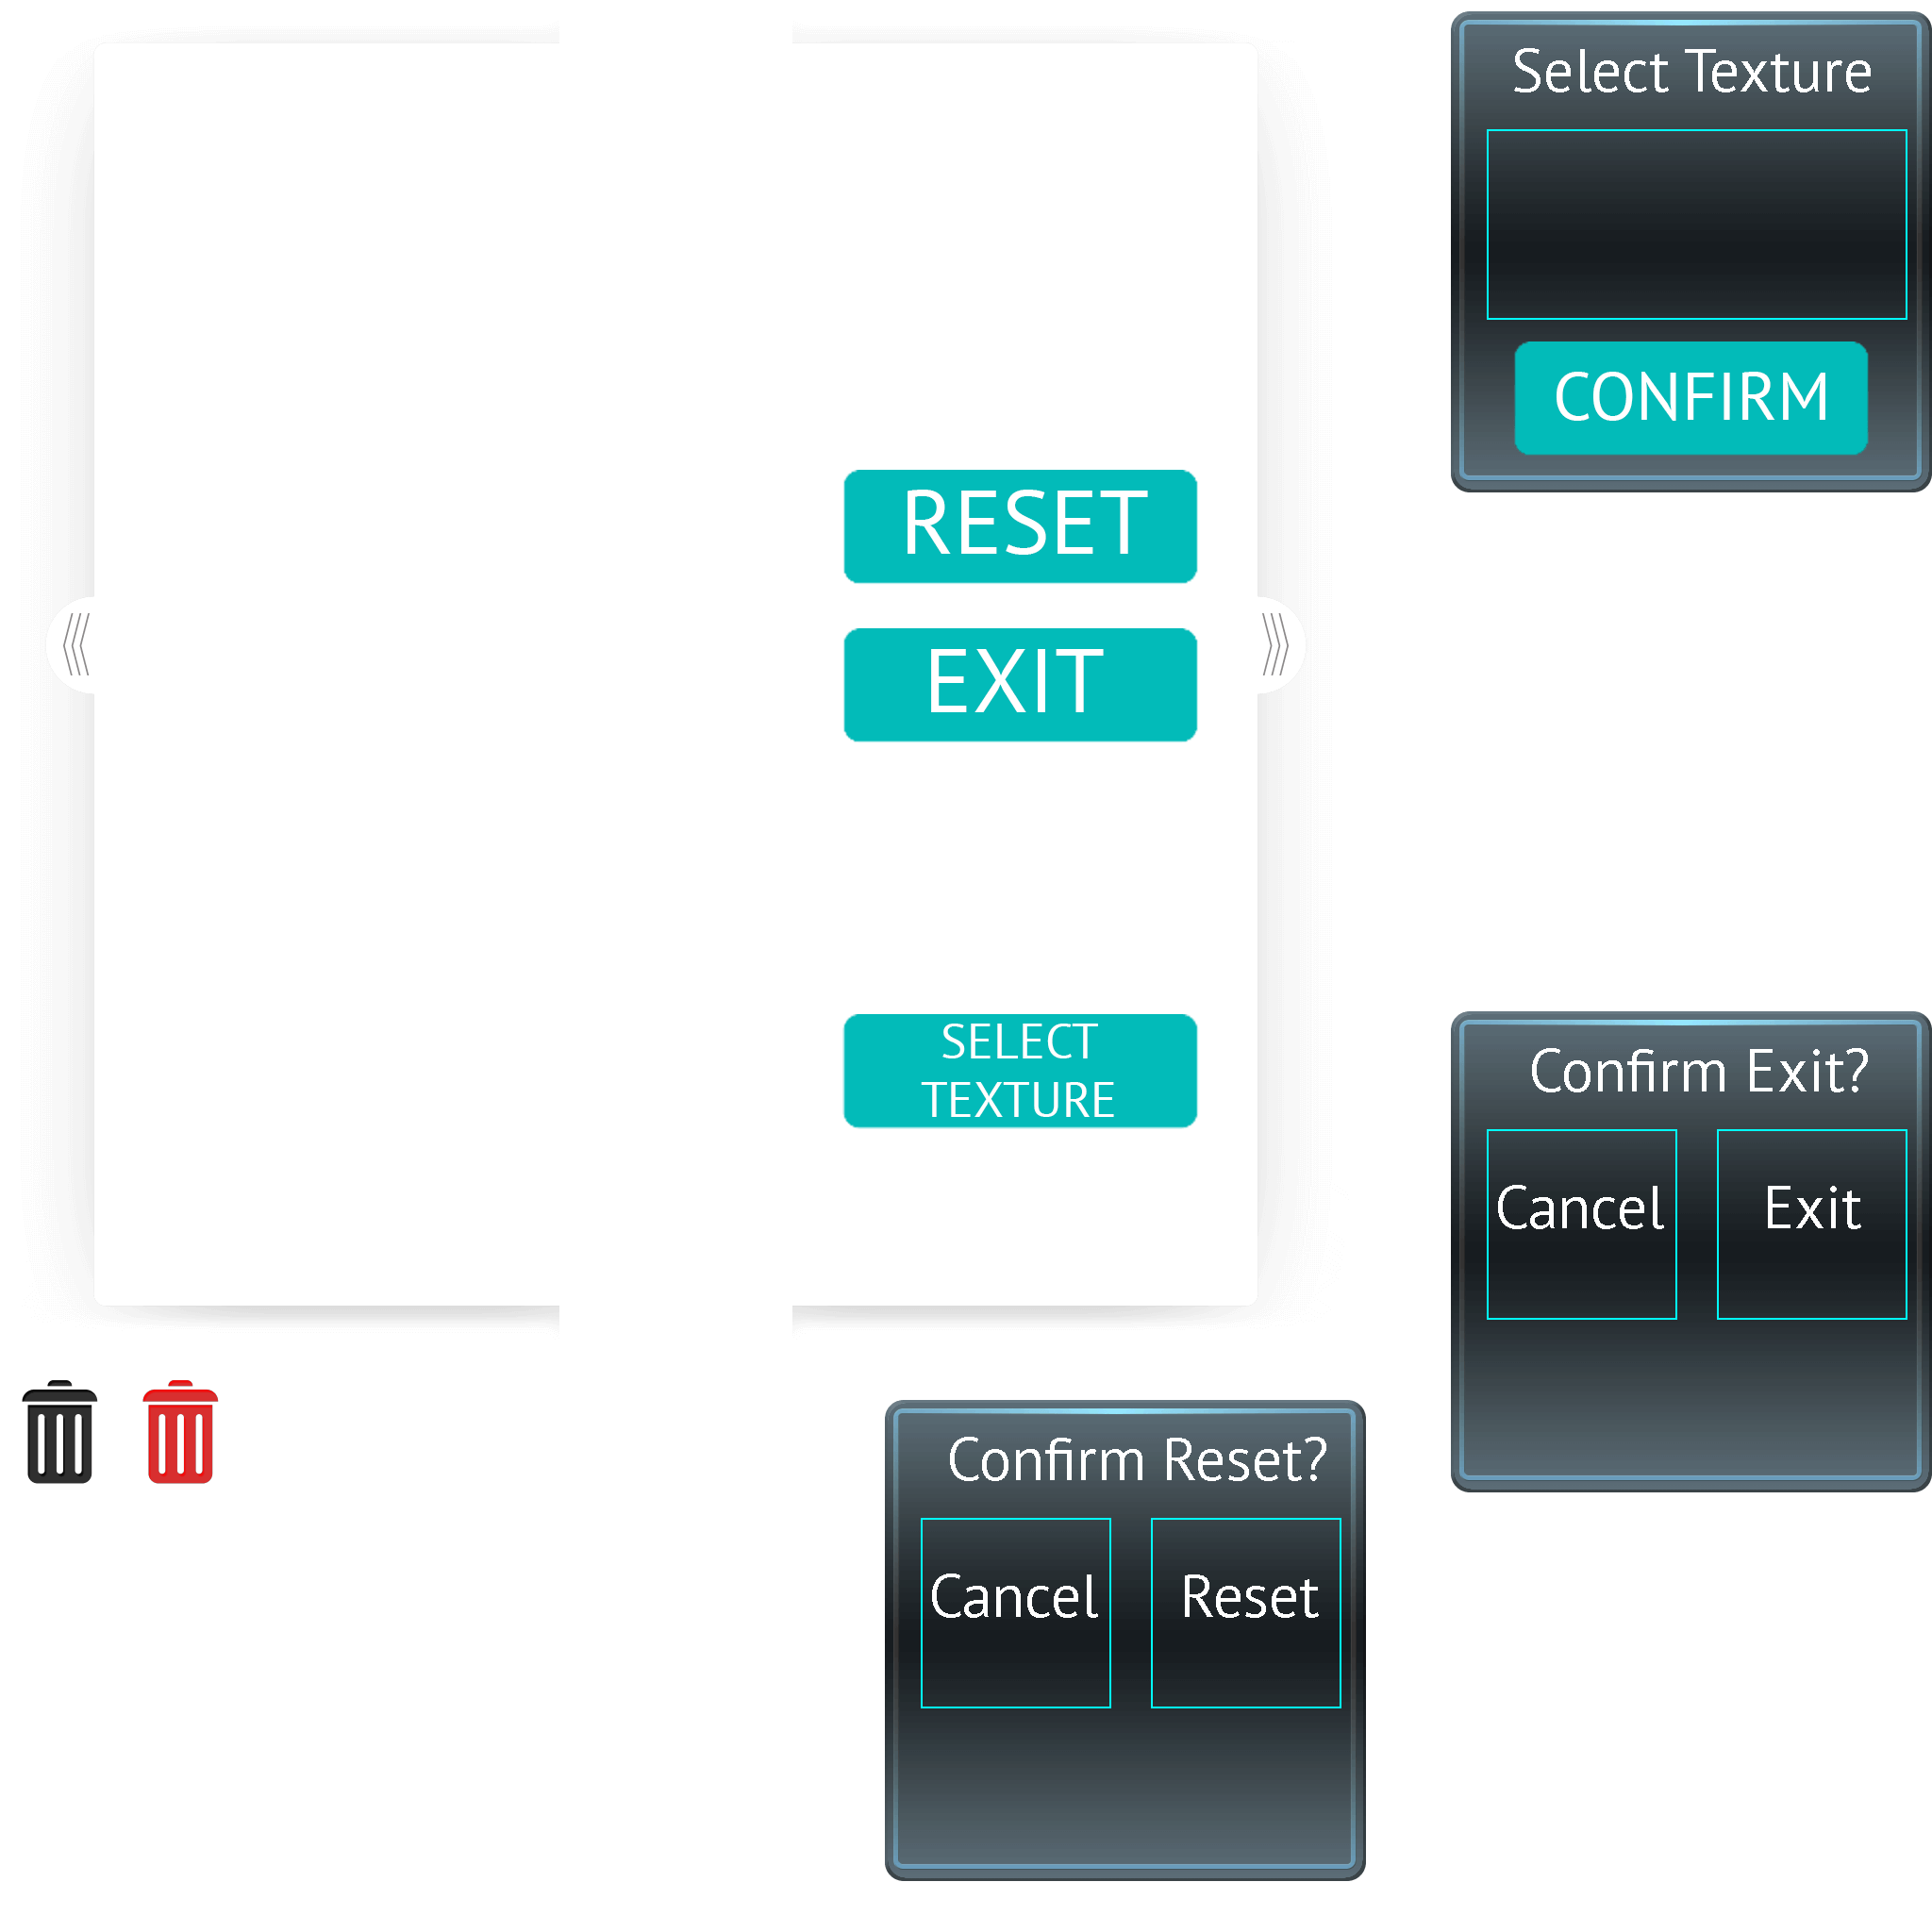 Select Texture
CONFIRM
RESET
EXIT
SELECT
TEXTURE
Confirm Exit?
Cancel
Exit
Confirm Reset?
Cancel
Reset